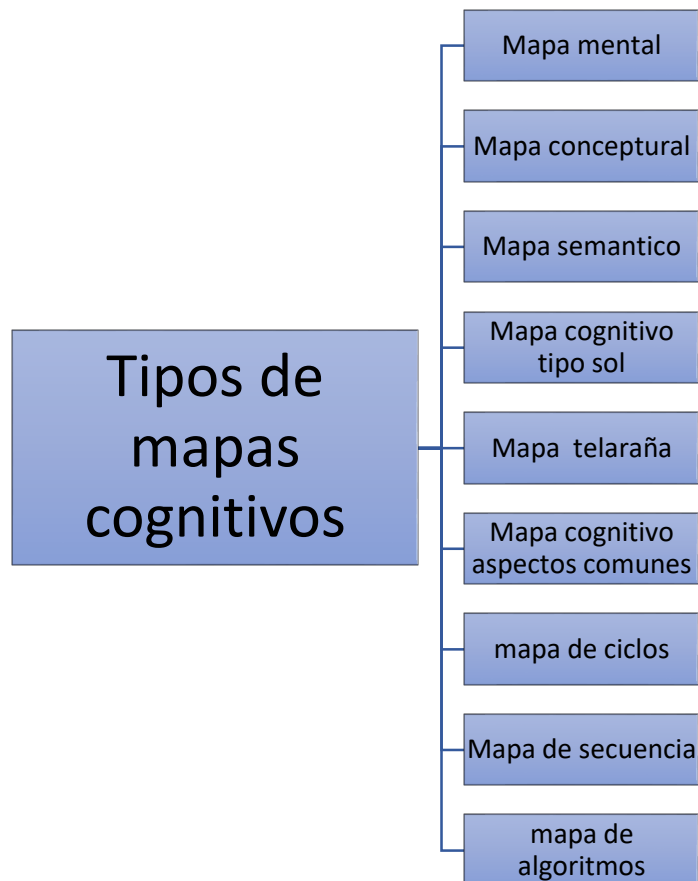 Mapa mental
Mapa conceptural
Mapa semantico
Mapa cognitivo
tipo sol
Tipos de
mapas
cognitivos
Mapa telaraña
Mapa cognitivo
aspectos comunes
mapa de ciclos
Mapa de secuencia
mapa de
algoritmos